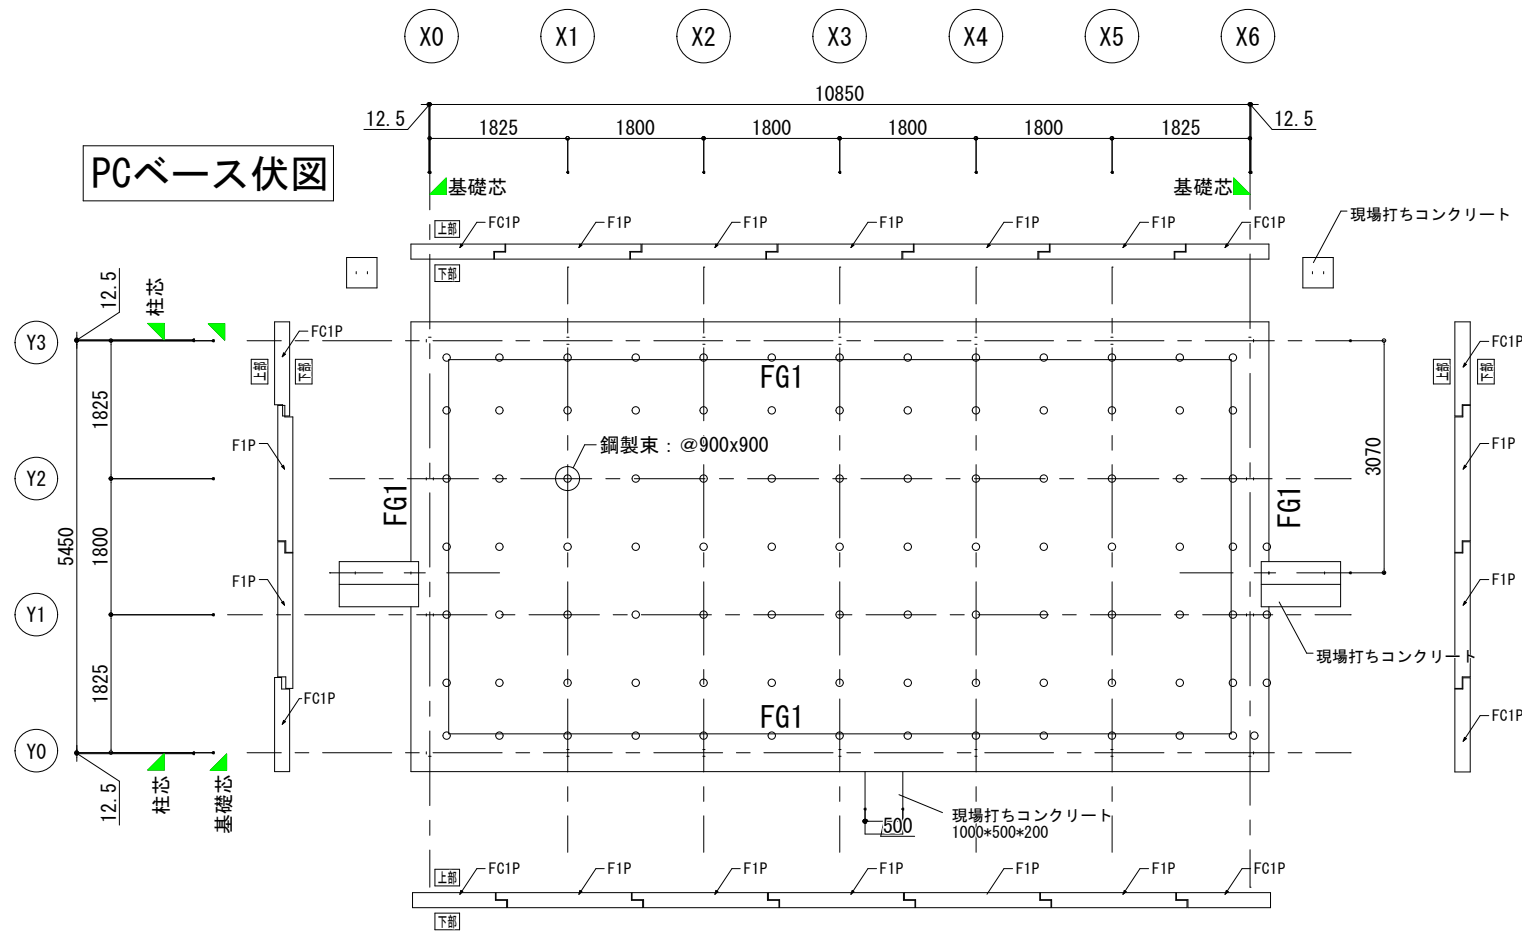 X0 X1 X2 X3 X4 X5 X6
10850
12.5 1825 1800 1800 1800 1800 1825 12.5
PCベース伏図
基礎芯 基礎芯
上部 FC1P F1P F1P F1P F1P F1P FC1P
下部
現場打ちコンクリート
12.5
柱芯
Y3
Y2
Y1
Y0
5450
1825
1800
1825
12.5
柱芯
基礎芯
FC1P
上部
下部
F1P
F1P
FC1P
FG1
鋼製束：@900x900
FG1
FG1
FG1
3070
現場打ちコンクリート
FC1P
上部
下部
F1P
F1P
FC1P
500
現場打ちコンクリート
1000*500*200
上部 FC1P F1P F1P F1P F1P F1P FC1P
下部